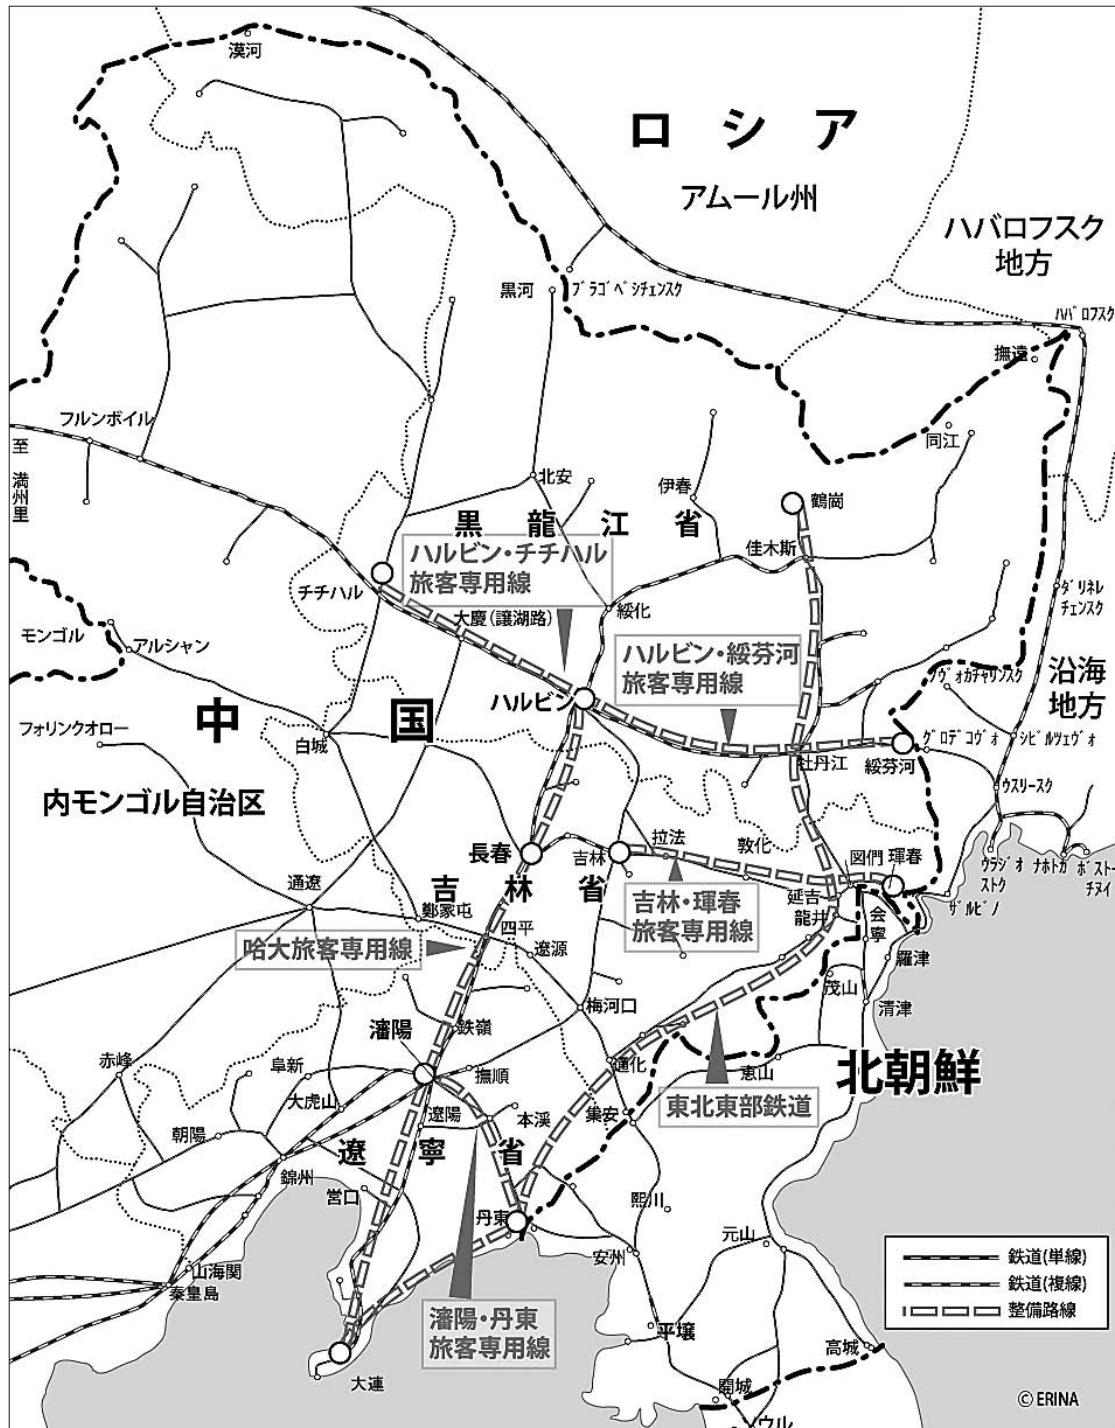 漠河
ロ シ ア
アムール州
ハバロフスク
地方
黒河
ﾌﾞﾗｺﾞﾍﾞｼﾁｪﾝｽｸ
ﾊﾊﾞﾛﾌｽｸ
撫遠
フルンボイル
同江
至 満州里
北安
伊春
鶴崗
黒 龍 江 省
ハルビン・チチハル
旅客専用線
佳木斯
チチハル
大慶(譲湖路)
綏化
ﾀﾞﾘﾈﾚ
ﾁｪﾝｽｸ
モンゴル
アルシャン
ハルビン・綏芬河
旅客専用線
ﾉｳﾞｫｶﾁｬﾘﾝｽｸ
沿海
地方
ハルビン
中 国
フォリンクオロー
白城
牡丹江
綏芬河
ｸﾞﾛﾃﾞｺｳﾞｫ
ｼﾋﾞﾙﾂｪｳﾞｫ
内モンゴル自治区
ｳｽﾘｰｽｸ
長春
吉林
拉法
敦化
図們
琿春
ｳﾗｼﾞｵ
ｽﾄｸ
ﾅﾎﾄｶ
ﾎﾞｽﾄｰ
ﾁﾇｲ
吉 林 省
通遼
延吉
ｻﾞﾙﾋﾞﾉ
鄭家屯
吉林・琿春
旅客専用線
龍井
会寧
四平
哈大旅客専用線
遼源
羅津
茂山
梅河口
清津
瀋陽
鉄嶺
赤峰
阜新
撫順
通化
恵山
北朝鮮
大虎山
遼陽
本渓
集安
東北東部鉄道
朝陽
遼 寧 省
錦州
営口
熙川
丹東
元山
安州
山海関
秦皇島
鉄道(単線)
鉄道(複線)
整備路線
瀋陽・丹東
旅客専用線
平壌
高城
大連
開城
ソウル
© ERINA